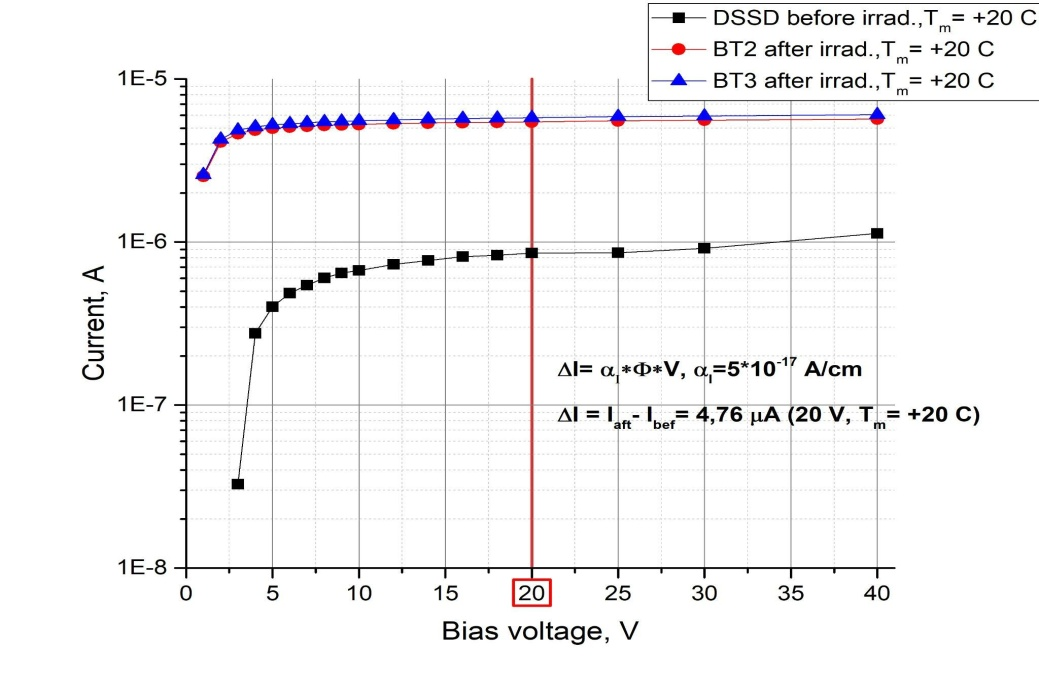 DSSD before irrad.,Tm= +20 C
BT2 after irrad.,Tm= +20 C
BT3 after irrad.,Tm= +20 C
1E-5
1E-6
1E-7
1E-8
Current, A
ΔI= αI*Φ*V, αI=5*10-17 A/cm
ΔI = Iaft- Ibef= 4,76 μA (20 V, Tm= +20 C)
0 5 10 15 20 25 30 35 40
Bias voltage, V